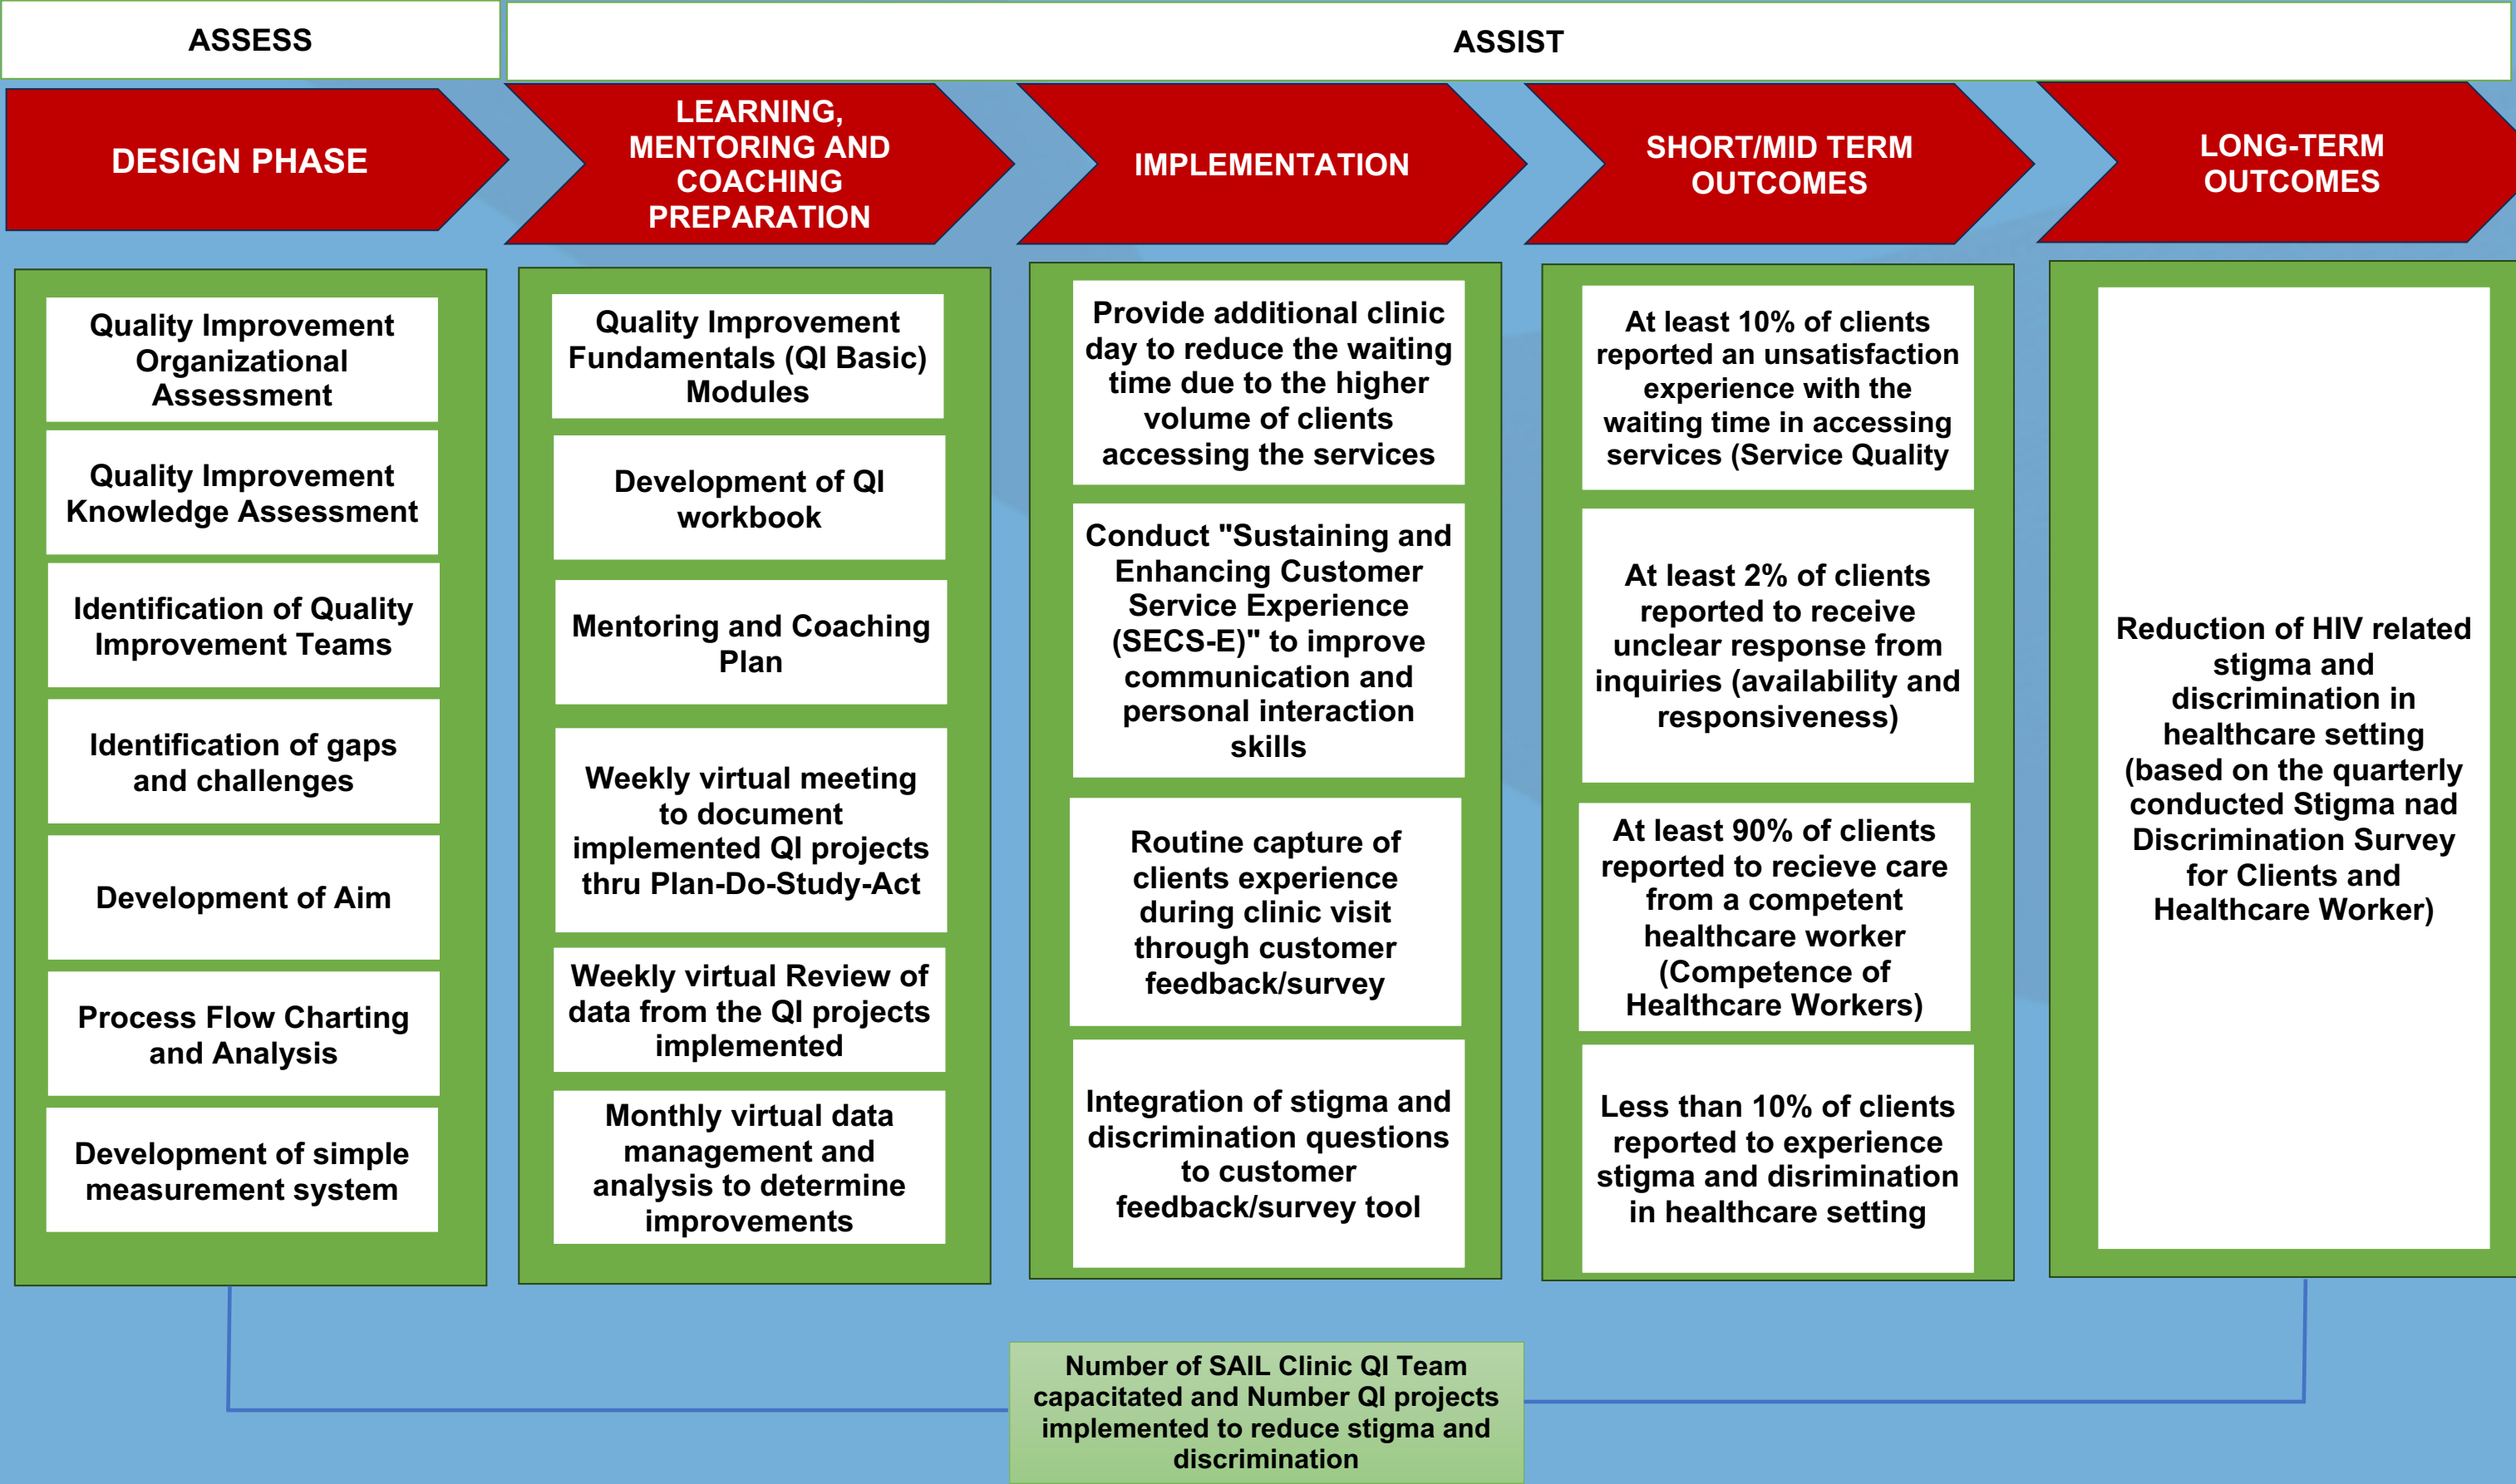 ASSESS
ASSIST
DESIGN PHASE
LEARNING,
MENTORING AND
COACHING
PREPARATION
IMPLEMENTATION
SHORT/MID TERM
OUTCOMES
LONG-TERM
OUTCOMES
Quality Improvement
Organizational
Assessment
Quality Improvement
Knowledge Assessment
Identification of Quality
Improvement Teams
Identification of gaps
and challenges
Development of Aim
Process Flow Charting
and Analysis
Development of simple
measurement system
Quality Improvement
Fundamentals (QI Basic)
Modules
Development of QI
workbook
Mentoring and Coaching
Plan
Weekly virtual meeting
to document
implemented QI projects
thru Plan-Do-Study-Act
Weekly virtual Review of
data from the QI projects
implemented
Monthly virtual data
management and
analysis to determine
improvements
Provide additional clinic
day to reduce the waiting
time due to the higher
volume of clients
accessing the services
Conduct "Sustaining and
Enhancing Customer
Service Experience
(SECS-E)" to improve
communication and
personal interaction
skills
Routine capture of
clients experience
during clinic visit
through customer
feedback/survey
Integration of stigma and
discrimination questions
to customer
feedback/survey tool
At least 10% of clients
reported an unsatisfaction
experience with the
waiting time in accessing
services (Service Quality
At least 2% of clients
reported to receive
unclear response from
inquiries (availability and
responsiveness)
At least 90% of clients
reported to recieve care
from a competent
healthcare worker
(Competence of
Healthcare Workers)
Less than 10% of clients
reported to experience
stigma and disrimination
in healthcare setting
Reduction of HIV related
stigma and
discrimination in
healthcare setting
(based on the quarterly
conducted Stigma nad
Discrimination Survey
for Clients and
Healthcare Worker)
Number of SAIL Clinic QI Team
capacitated and Number QI projects
implemented to reduce stigma and
discrimination